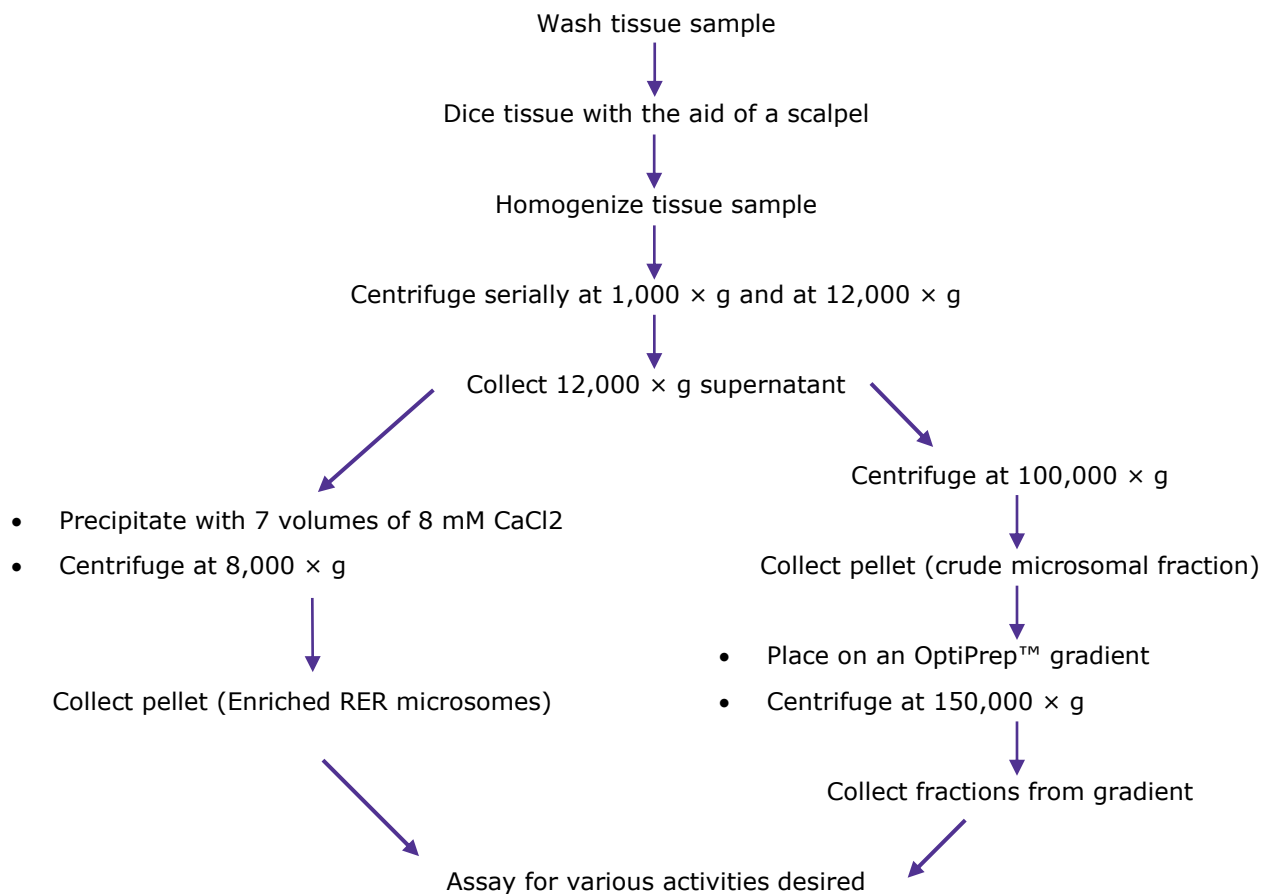 Wash tissue sample
Dice tissue with the aid of a scalpel
Homogenize tissue sample
Centrifuge serially at 1,000 × g and at 12,000 × g
Collect 12,000 × g supernatant
• Precipitate with 7 volumes of 8 mM CaCl2
• Centrifuge at 8,000 × g
Collect pellet (Enriched RER microsomes)
Centrifuge at 100,000 × g
Collect pellet (crude microsomal fraction)
• Place on an OptiPrep™ gradient
• Centrifuge at 150,000 × g
Collect fractions from gradient
Assay for various activities desired